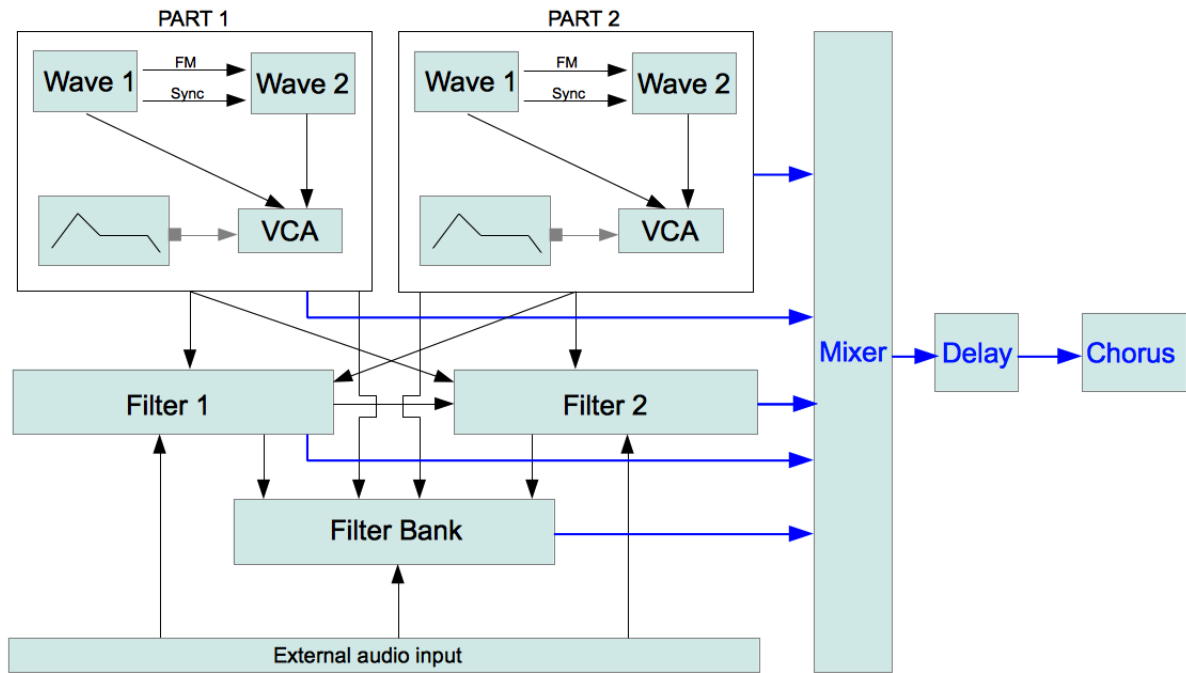 PART 1
PART 2
Wave 1
FM
Sync
Wave 2
VCA
Wave 1
FM
Sync
Wave 2
VCA
Mixer
Delay
Chorus
Filter 1
Filter 2
Filter Bank
External audio input